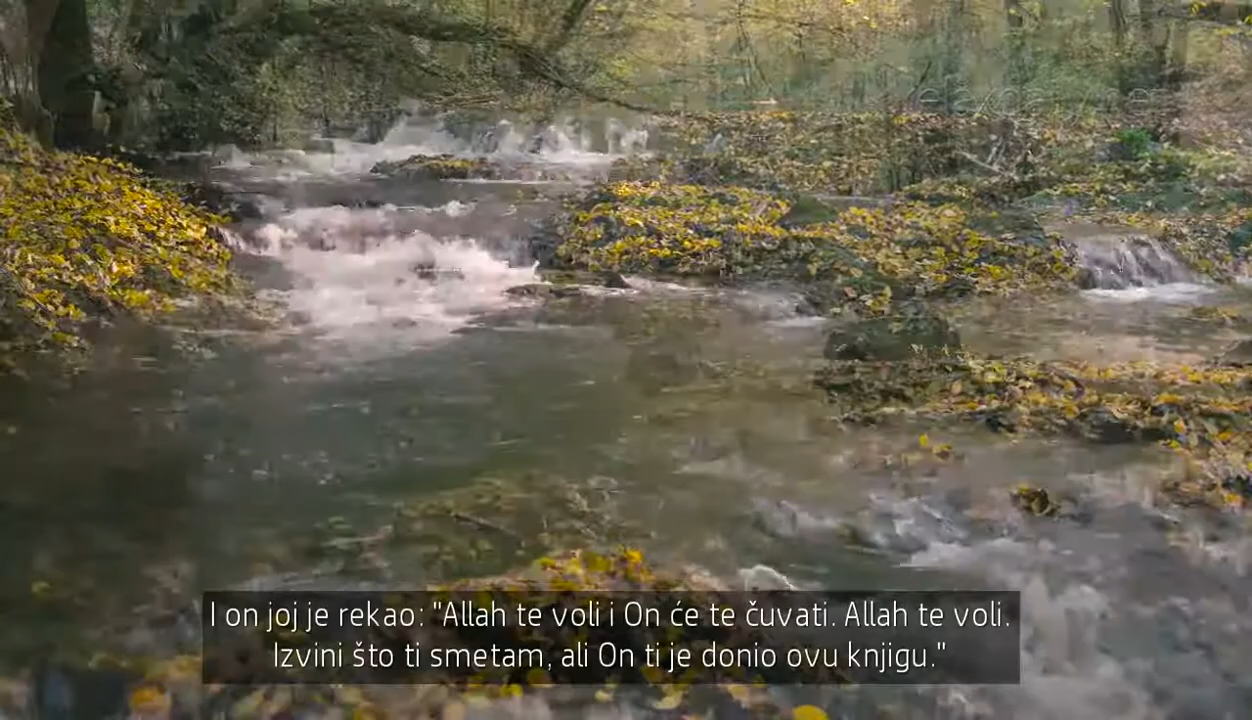 I on joj je rekao: "Allah te voli i On će te čuvati. Allah te voli.
Izvini što ti smetam, ali On ti je donio ovu knjigu."